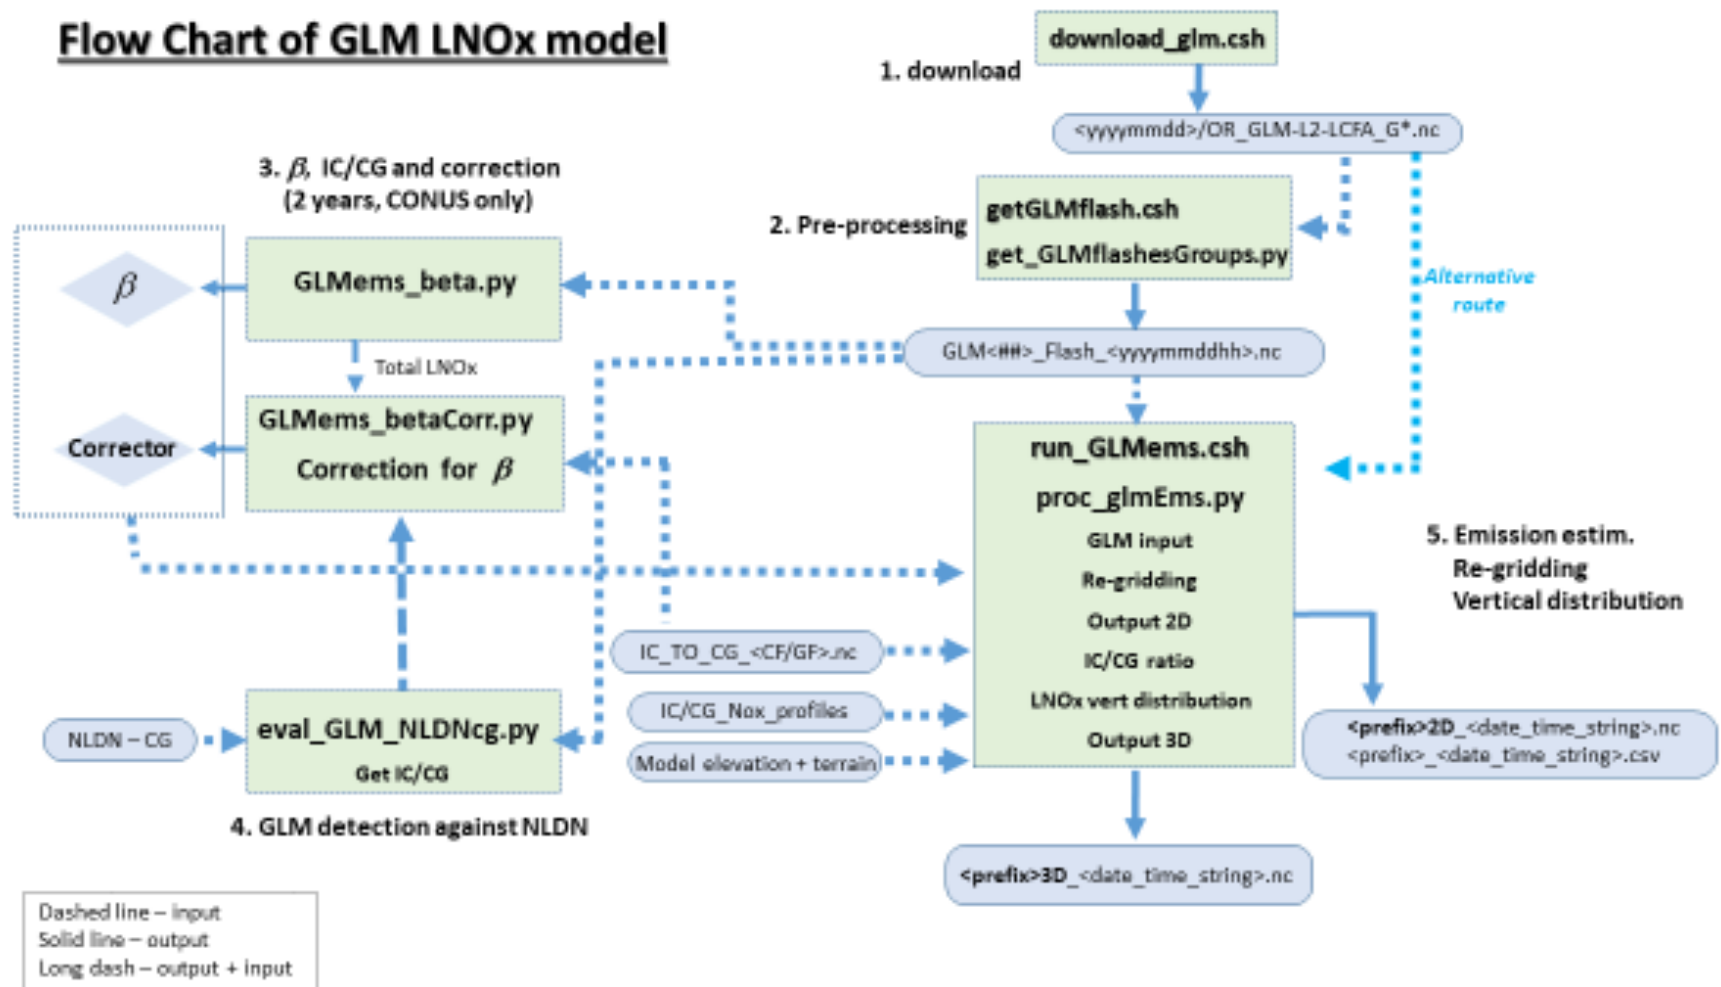 Flow Chart of GLM LNOx model
download_glm.csh
1. download
<yyyymmdd>/OR_GLM-L2-LCFA_G*.nc
3. β, IC/CG and correction
(2 years, CONUS only)
2. Pre-processing
getGLMflash.csh
get_GLMflashesGroups.py
Alternative
route
β
GLMems_beta.py
GLM<##>_Flash_<yyyymmddhh>.nc
Total LNOx
Corrector
GLMems_betaCorr.py
Correction for β
run_GLMems.csh
proc_glmEms.py
GLM input
Re-gridding
Output 2D
IC/CG ratio
LNOx vert distribution
Output 3D
5. Emission estim.
Re-gridding
Vertical distribution
IC_TO_CG_<CF/GF>.nc
IC/CG_Nox_profiles
Model elevation + terrain
NLDN – CG
eval_GLM_NLDNcg.py
Get IC/CG
4. GLM detection against NLDN
<prefix>2D_<date_time_string>.nc
<prefix>_<date_time_string>.csv
<prefix>3D_<date_time_string>.nc
Dashed line – input
Solid line – output
Long dash – output + input